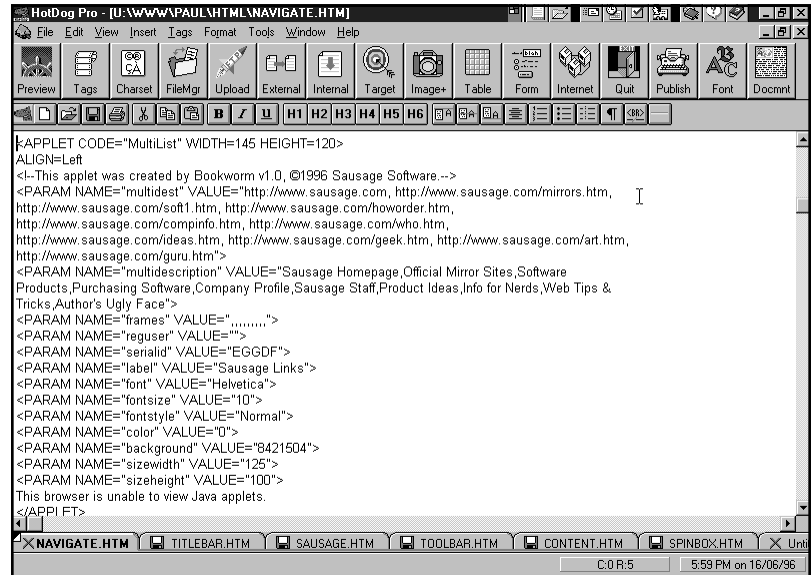 HotDog Pro - [U:\WWW\PAUL\HTML\NAVIGATE.HTM]
File Edit View Insert Tags Format Tools Window Help
Preview Tags Charset FileMgr Upload External Internal Target Image+ Table Form Internet Quit Publish Font Docmnt
B I U H1 H2 H3 H4 H5 H6 ¶ <BR>
<APPLET CODE="MultiList" WIDTH=145 HEIGHT=120>
ALIGN=Left
<!--This applet was created by Bookworm v1.0, ©1996 Sausage Software.-->
<PARAM NAME="multidest" VALUE="http://www.sausage.com, http://www.sausage.com/mirrors.htm,
http://www.sausage.com/soft1.htm, http://www.sausage.com/howorder.htm,
http://www.sausage.com/compinfo.htm, http://www.sausage.com/who.htm,
http://www.sausage.com/ideas.htm, http://www.sausage.com/geek.htm, http://www.sausage.com/art.htm,
http://www.sausage.com/guru.htm">
<PARAM NAME="multidescription" VALUE="Sausage Homepage,Official Mirror Sites,Software
Products,Purchasing Software,Company Profile,Sausage Staff,Product Ideas,Info for Nerds,Web Tips &
Tricks,Author's Ugly Face">
<PARAM NAME="frames" VALUE=",,,,,,,,,">
<PARAM NAME="reguser" VALUE="">
<PARAM NAME="serialid" VALUE="EGGDF">
<PARAM NAME="label" VALUE="Sausage Links">
<PARAM NAME="font" VALUE="Helvetica">
<PARAM NAME="fontsize" VALUE="10">
<PARAM NAME="fontstyle" VALUE="Normal">
<PARAM NAME="color" VALUE="0">
<PARAM NAME="background" VALUE="8421504">
<PARAM NAME="sizewidth" VALUE="125">
<PARAM NAME="sizeheight" VALUE="100">
This browser is unable to view Java applets.
</APPLET>
NAVIGATE.HTM TITLEBAR.HTM SAUSAGE.HTM TOOLBAR.HTM CONTENT.HTM SPINBOX.HTM Unti
C:0 R:5 5:59 PM on 16/06/96